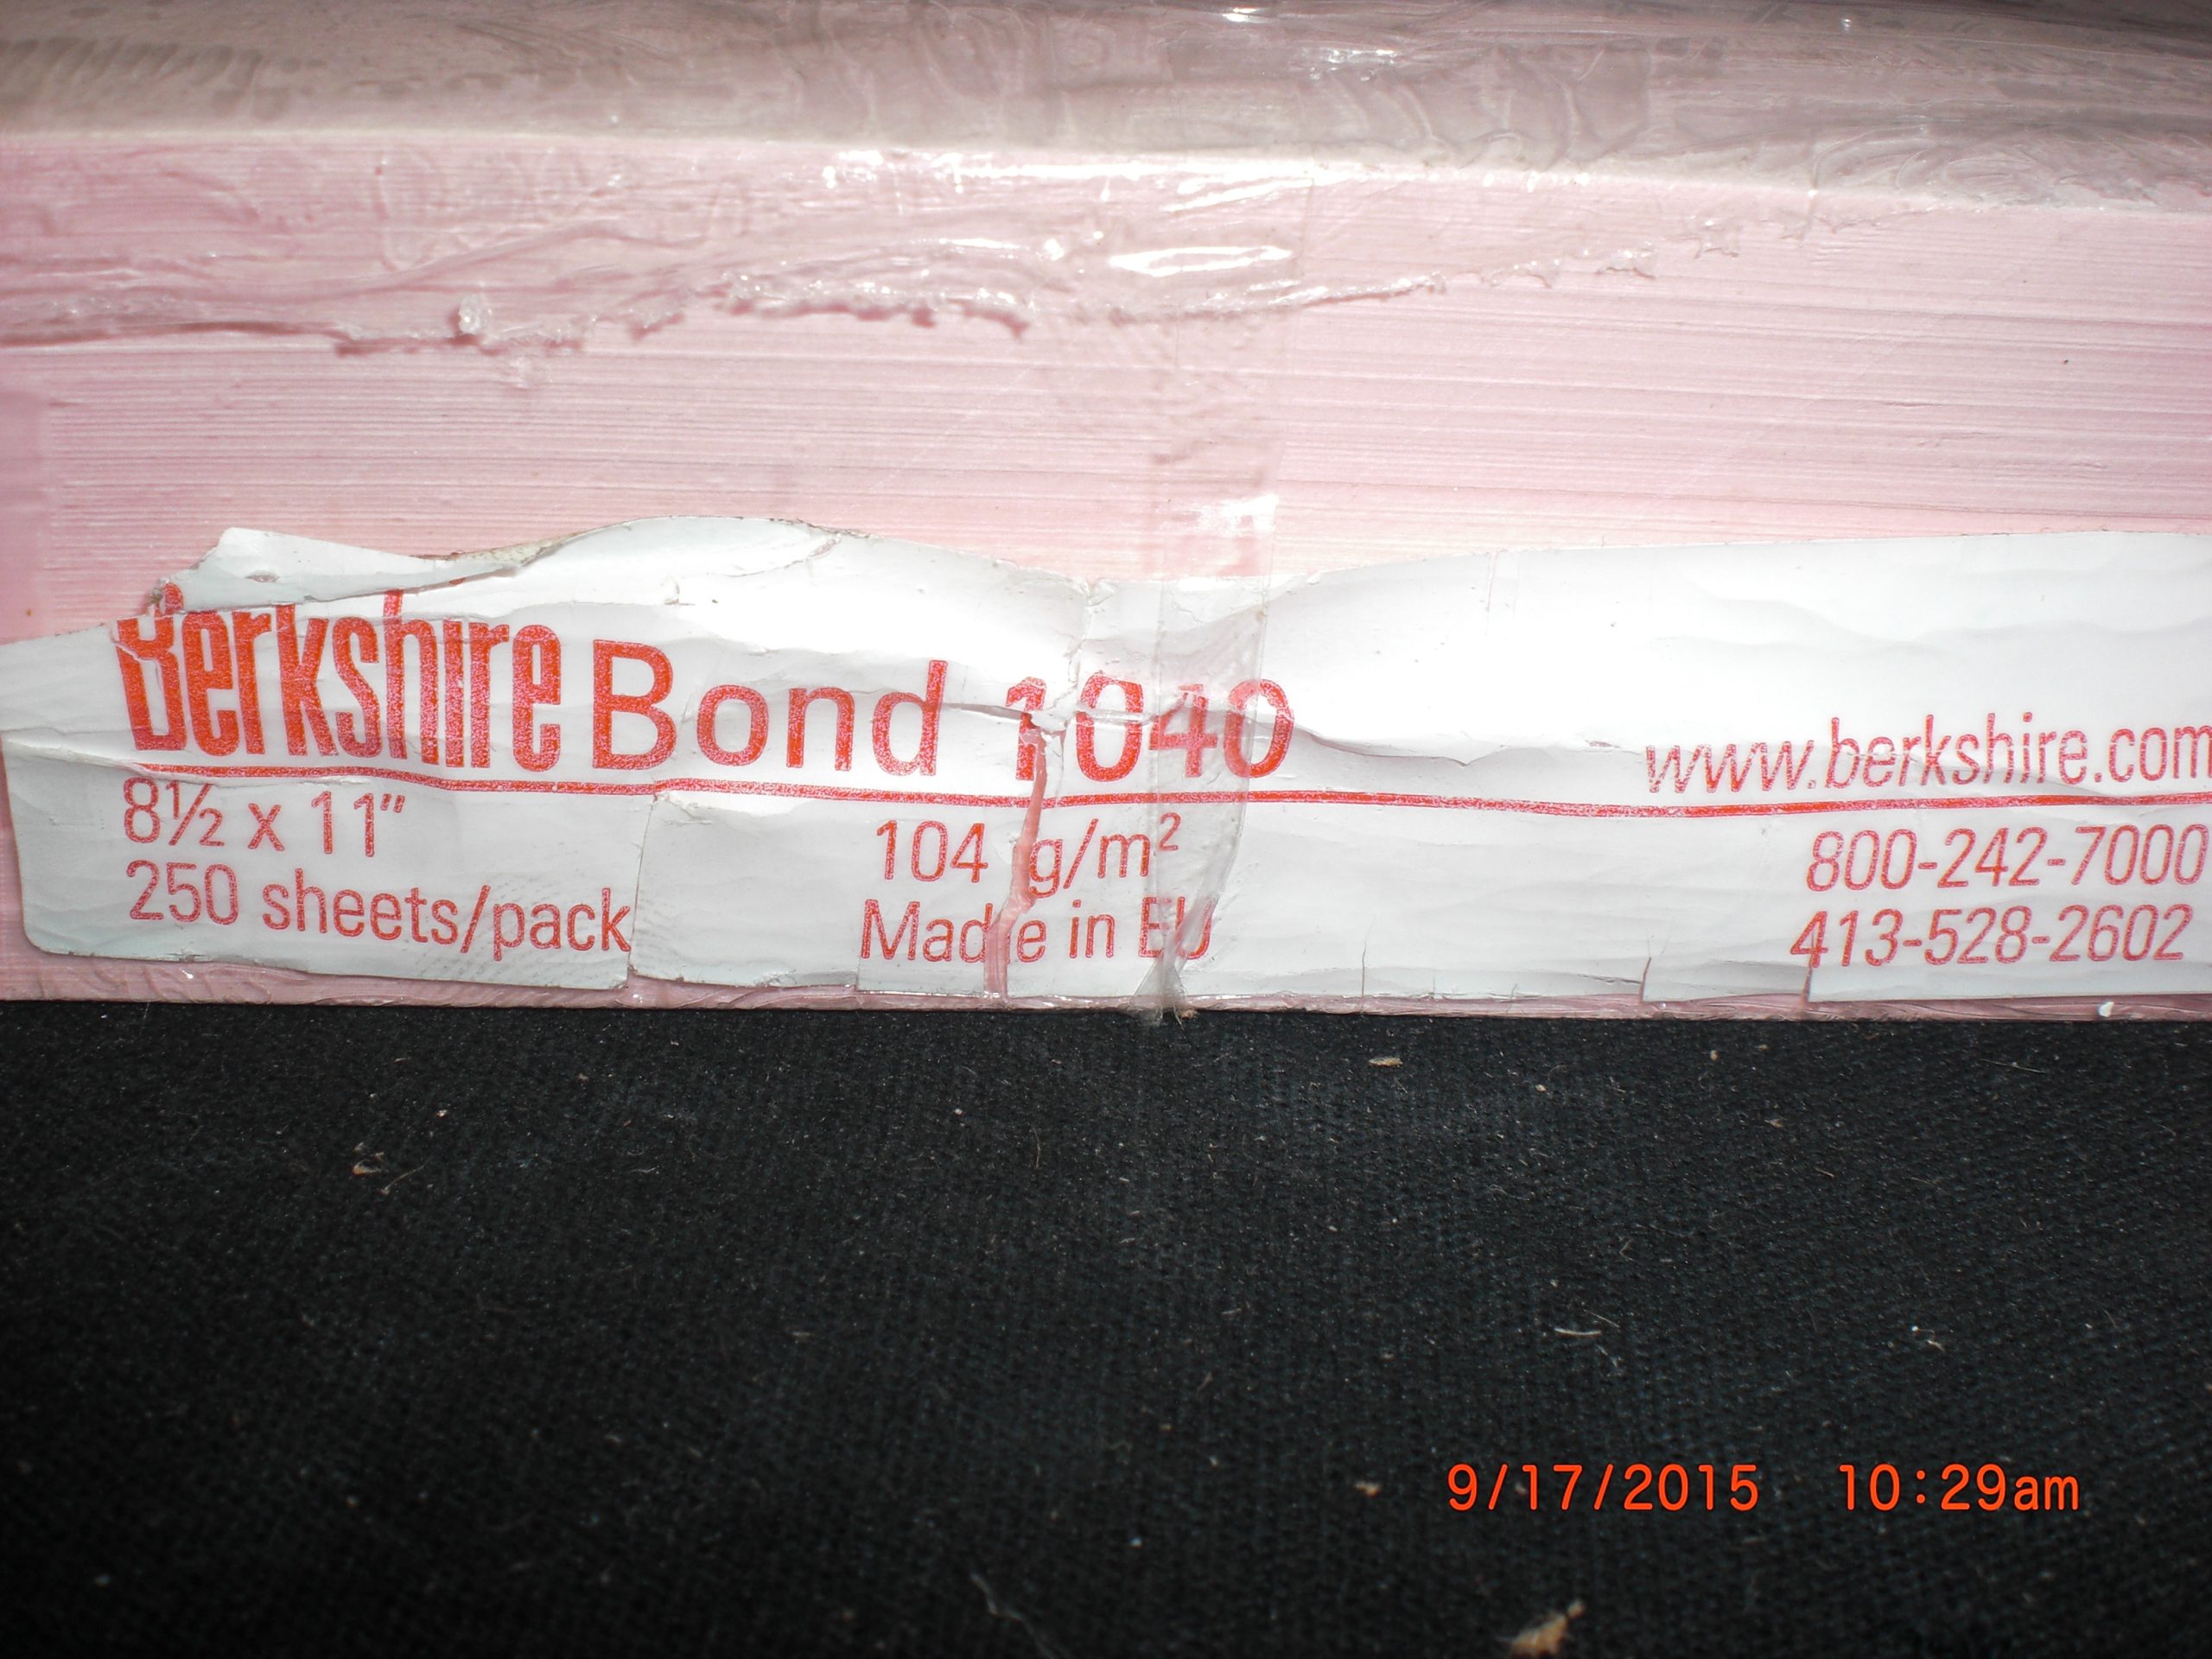 Berkshire Bond 1040
www.berkshire.com
8½ x 11"
104 g/m²
800-242-7000
250 sheets/pack
Made in EU
413-528-2602
9/17/2015 10:29am